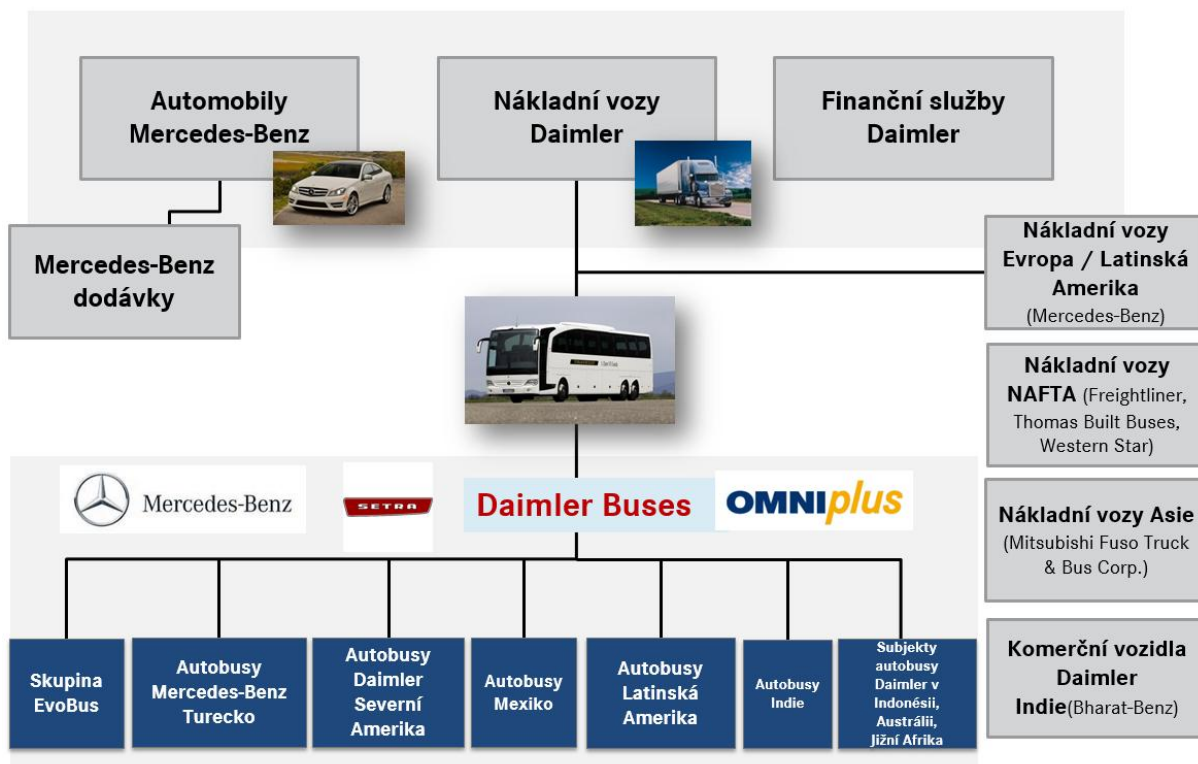 Automobily
Mercedes-Benz
Nákladní vozy
Daimler
Finanční služby
Daimler
Mercedes-Benz
dodávky
Nákladní vozy
Evropa / Latinská
Amerika
(Mercedes-Benz)
Nákladní vozy
NAFTA (Freightliner,
Thomas Built Buses,
Western Star)
Nákladní vozy Asie
(Mitsubishi Fuso Truck
& Bus Corp.)
Komerční vozidla
Daimler
Indie(Bharat-Benz)
Mercedes-Benz
SETRA
Daimler Buses
OMNIplus
Skupina
EvoBus
Autobusy
Mercedes-Benz
Turecko
Autobusy
Daimler
Severní
Amerika
Autobusy
Mexiko
Autobusy
Latinská
Amerika
Autobusy
Indie
Subjekty
autobusy
Daimler v
Indonésii,
Austrálii,
Jižní Afrika